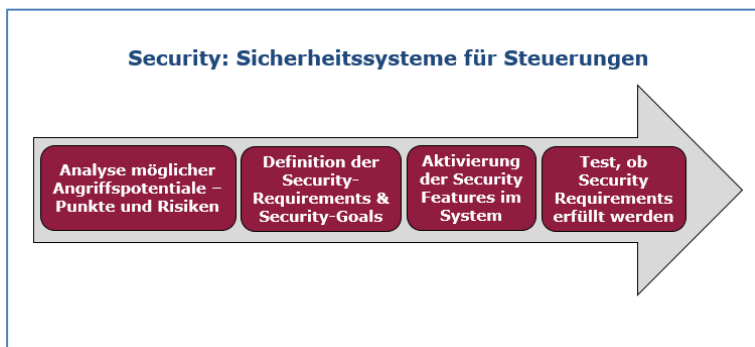 Security: Sicherheitssysteme für Steuerungen
Analyse möglicher
Angriffspotentiale –
Punkte und Risiken
Definition der
Security-
Requirements &
Security-Goals
Aktivierung
der Security
Features im
System
Test, ob
Security
Requirements
erfüllt werden